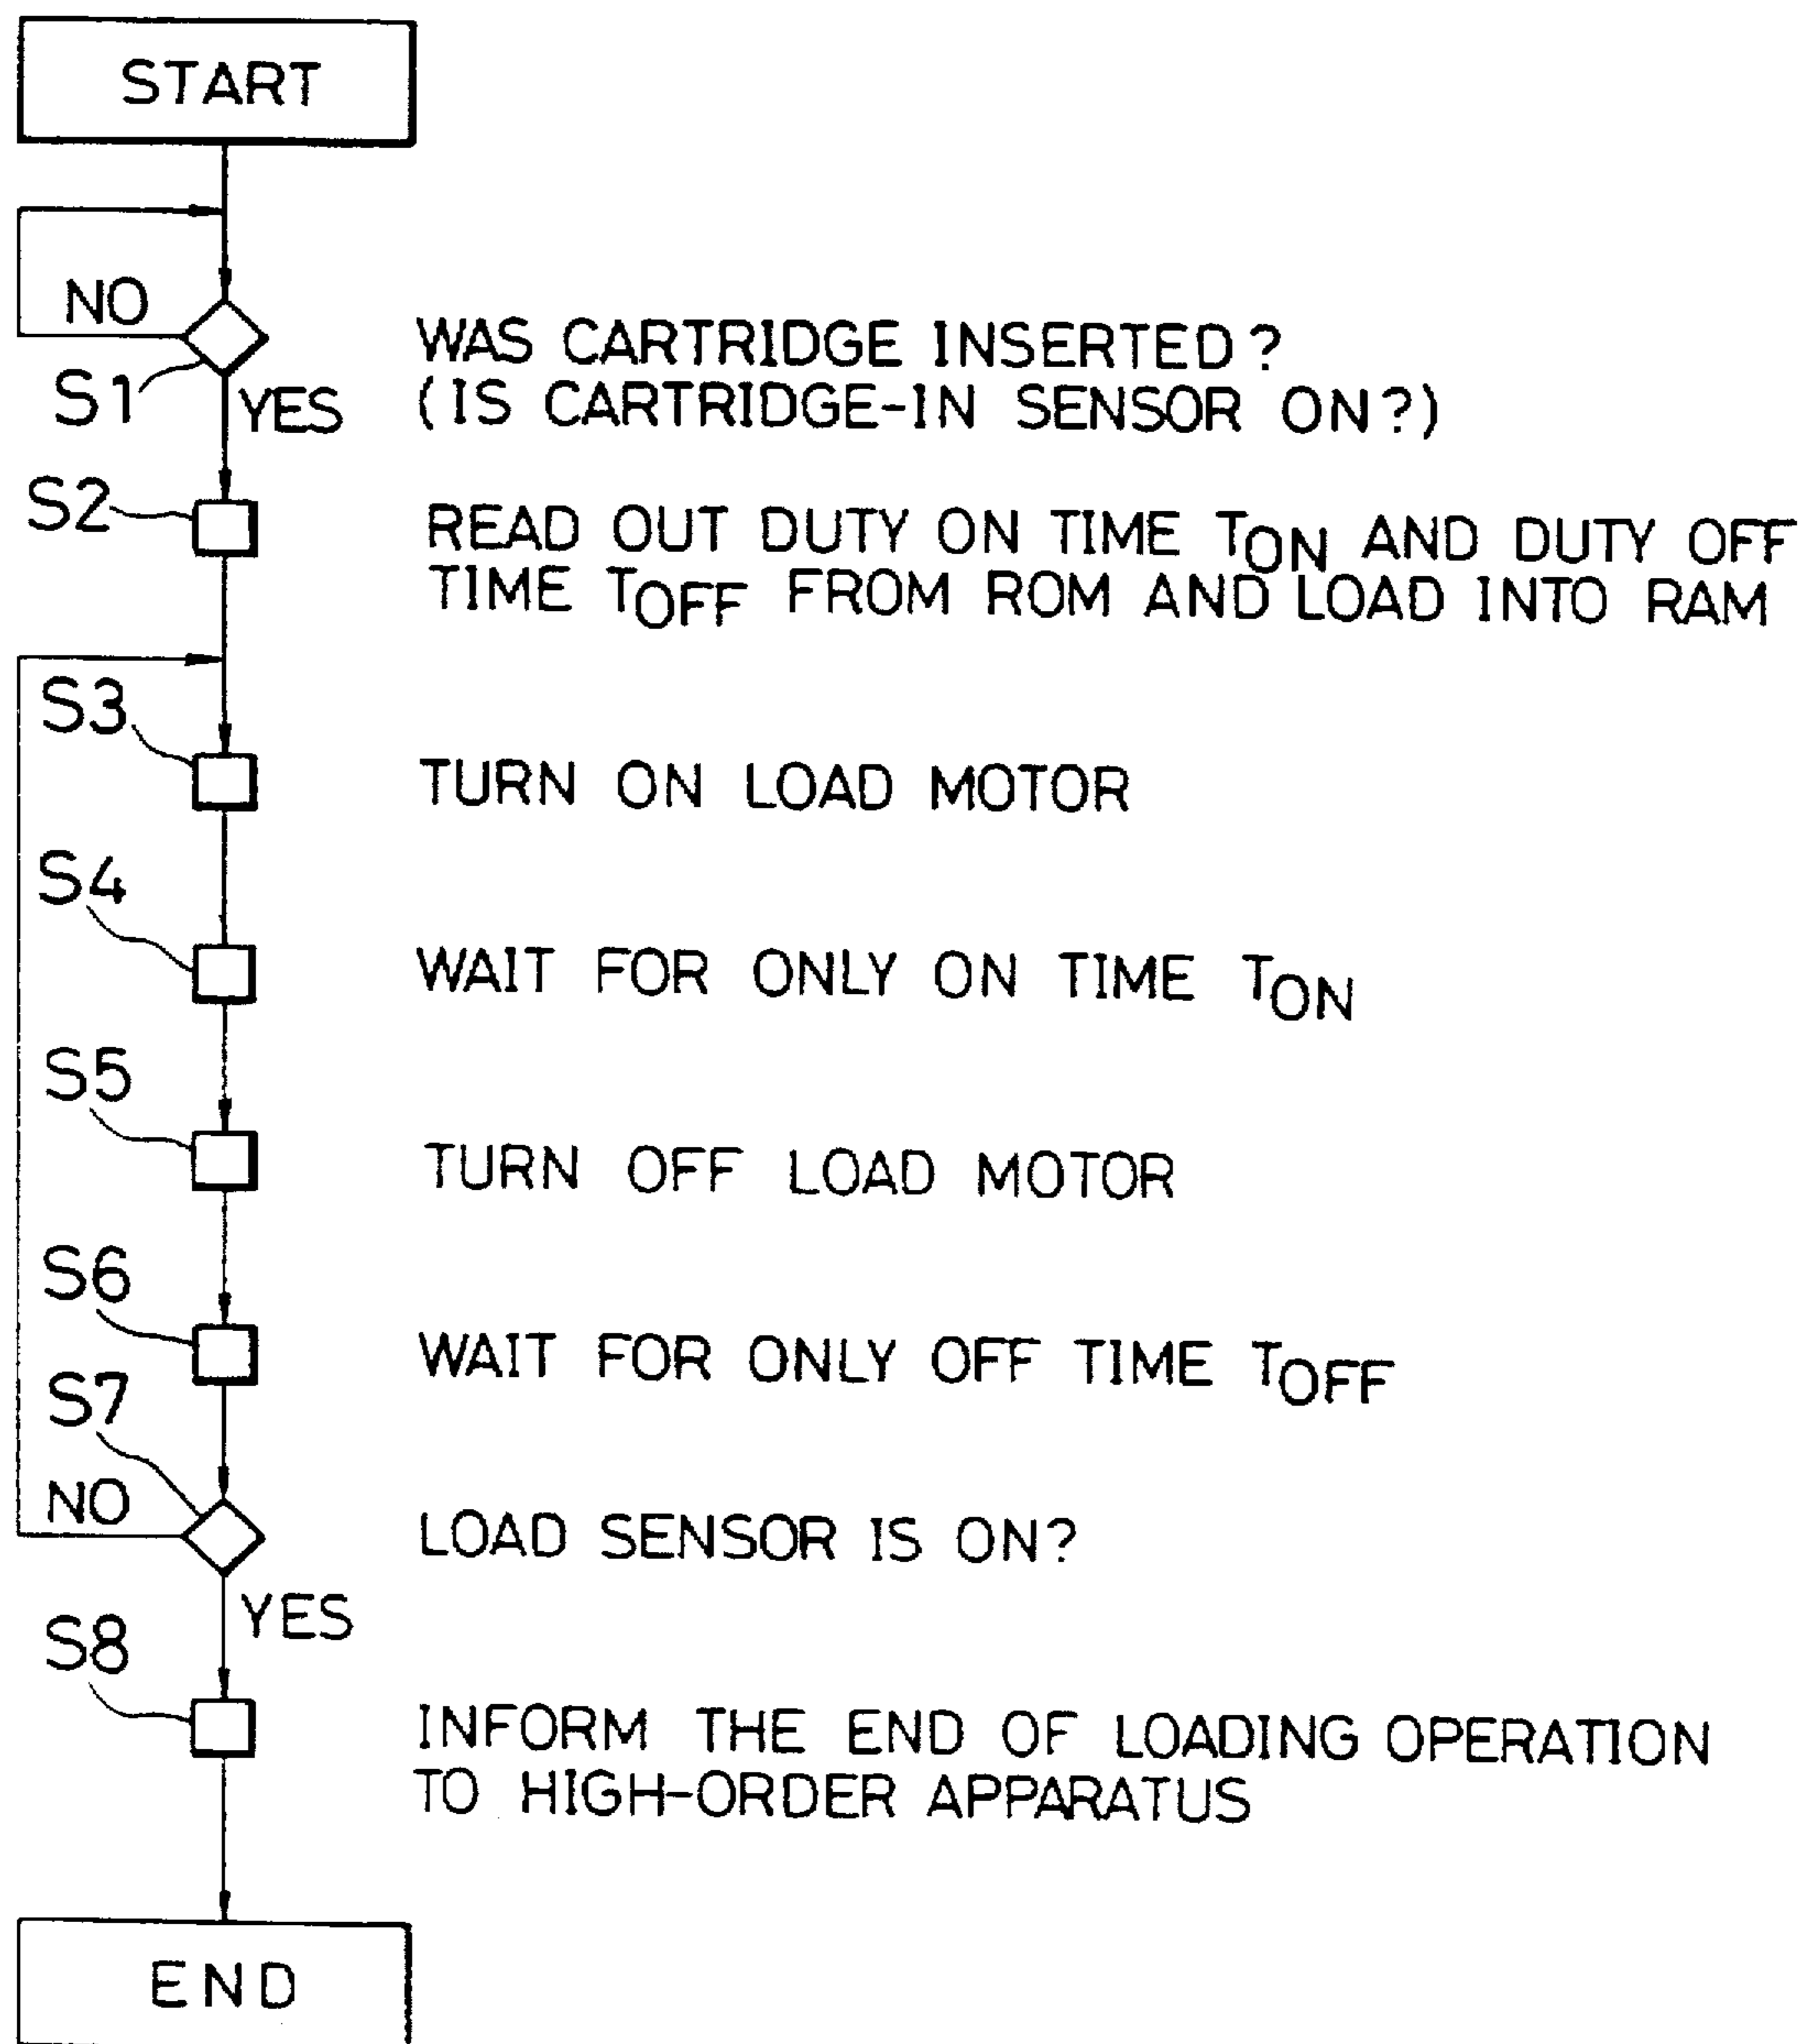 START
NO
S1
YES
WAS CARTRIDGE INSERTED?
(IS CARTRIDGE-IN SENSOR ON?)
S2
READ OUT DUTY ON TIME TON AND DUTY OFF
TIME TOFF FROM ROM AND LOAD INTO RAM
S3
TURN ON LOAD MOTOR
S4
WAIT FOR ONLY ON TIME TON
S5
TURN OFF LOAD MOTOR
S6
WAIT FOR ONLY OFF TIME TOFF
S7
NO
LOAD SENSOR IS ON?
YES
S8
INFORM THE END OF LOADING OPERATION
TO HIGH-ORDER APPARATUS
END